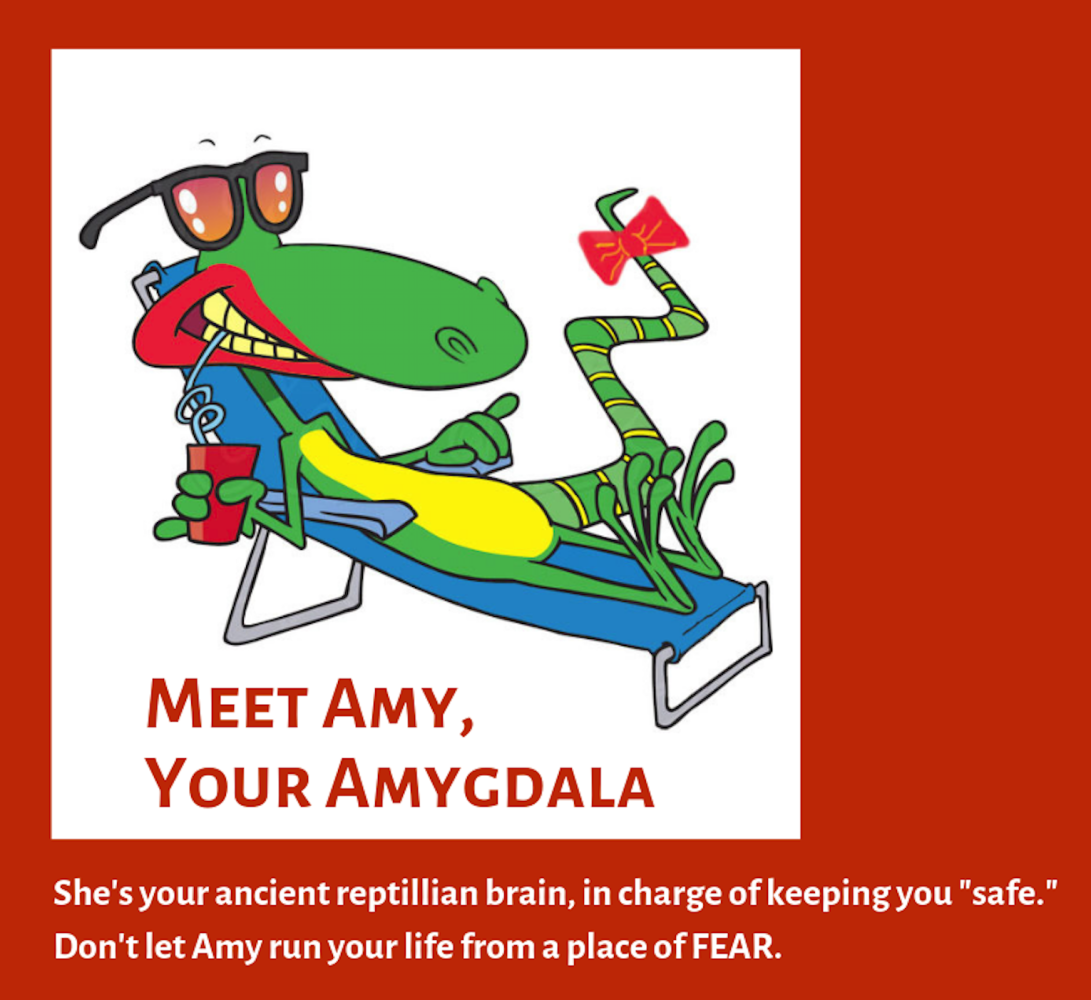 Meet Amy,
Your Amygdala
She's your ancient reptillian brain, in charge of keeping you "safe."
Don't let Amy run your life from a place of FEAR.